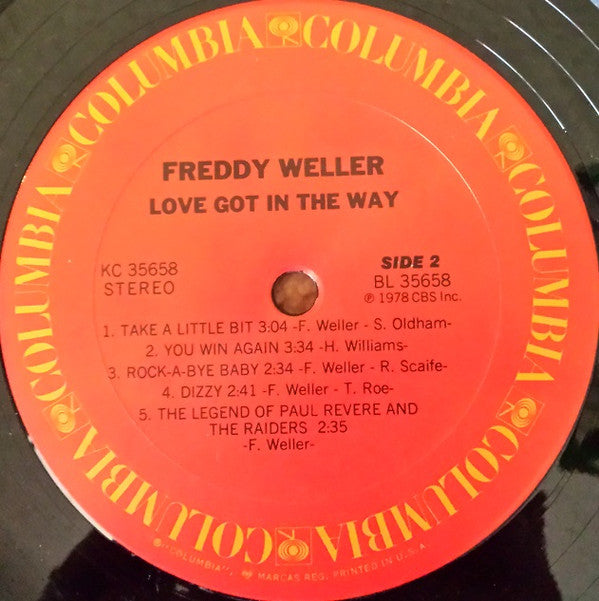 COLUMBIA COLUMBIA COLUMBIA COLUMBIA COLUMBIA COLUMBIA
FREDDY WELLER
LOVE GOT IN THE WAY
KC 35658
STEREO
SIDE 2
BL 35658
℗ 1978 CBS Inc.
1. TAKE A LITTLE BIT 3:04 -F. Weller - S. Oldham-
2. YOU WIN AGAIN 3:34 -H. Williams-
3. ROCK-A-BYE BABY 2:34 -F. Weller - R. Scaife-
4. DIZZY 2:41 -F. Weller - T. Roe-
5. THE LEGEND OF PAUL REVERE AND
THE RAIDERS 2:35
-F. Weller-
"COLUMBIA", MARCAS REG. PRINTED IN U.S.A.